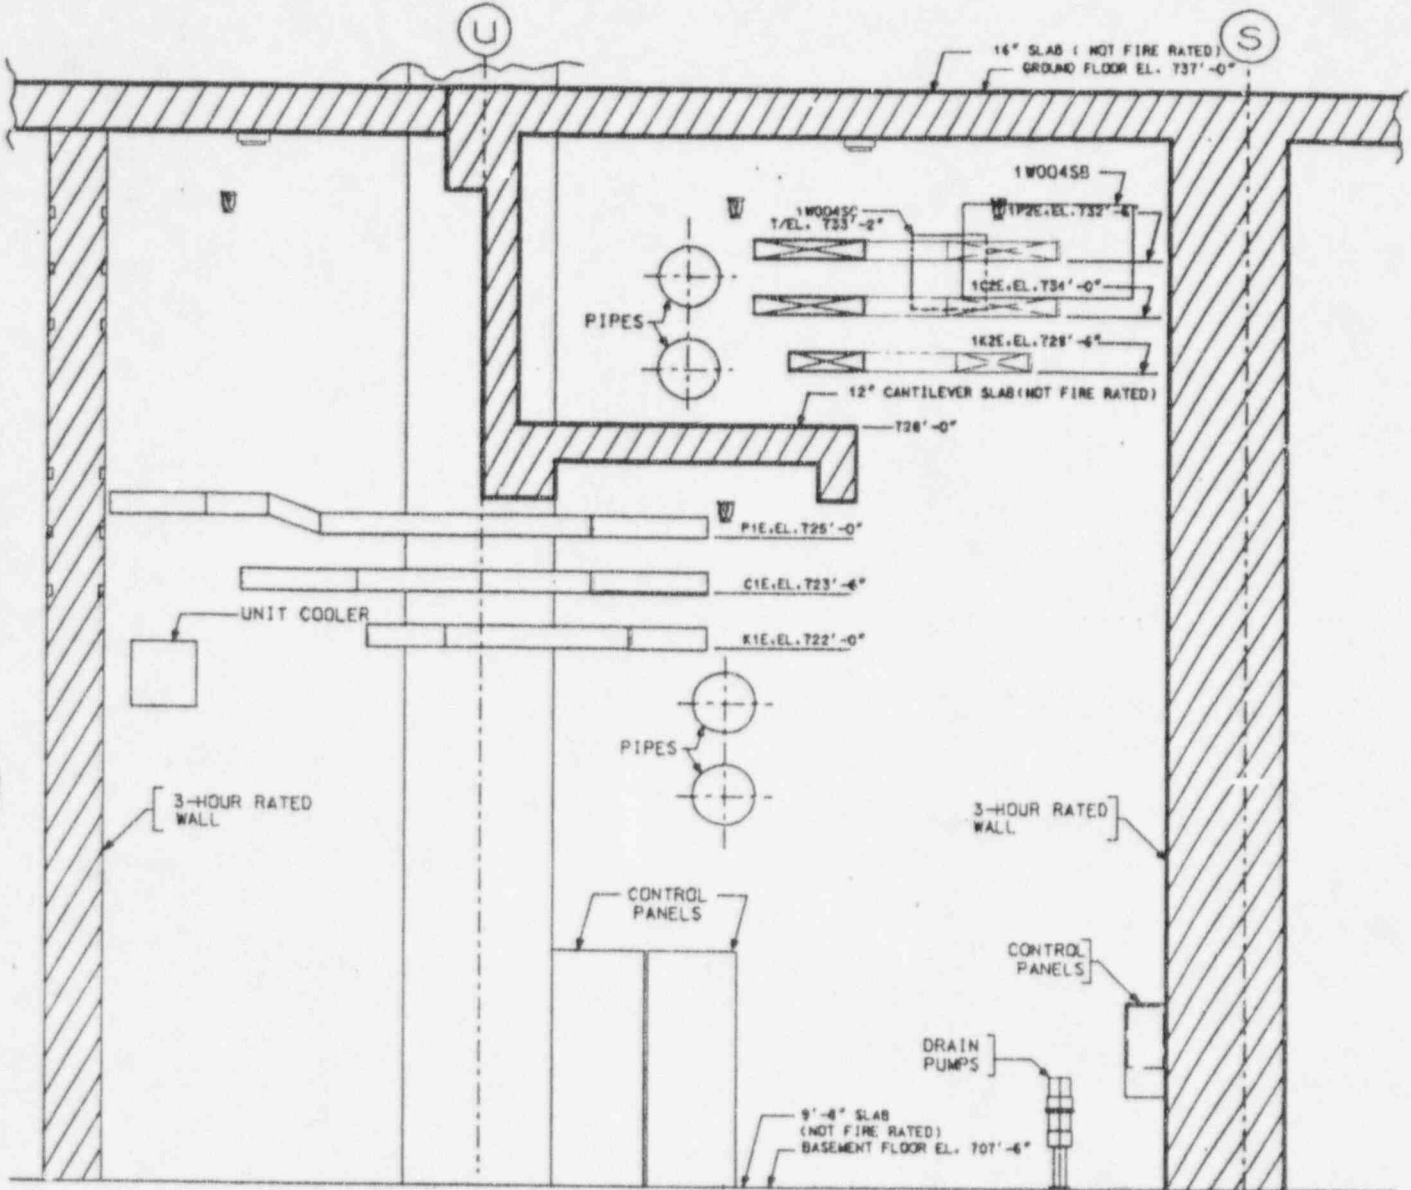 U
S
16" SLAB ( NOT FIRE RATED)
GROUND FLOOR EL. 737'-0"
1W004SB
1W004SC
T/EL. 733'-2"
1P2E.EL.732'-6
1C2E.EL.731'-0"
PIPES
1K2E.EL.729'-6"
12" CANTILEVER SLAB(NOT FIRE RATED)
728'-0"
P1E.EL.725'-0"
C1E.EL.723'-6"
UNIT COOLER
K1E.EL.722'-0"
PIPES
3-HOUR RATED
WALL
3-HOUR RATED
WALL
CONTROL
PANELS
CONTROL
PANELS
DRAIN
PUMPS
SLAB
(NOT FIRE RATED)
BASEMENT FLOOR EL. 707'-6"